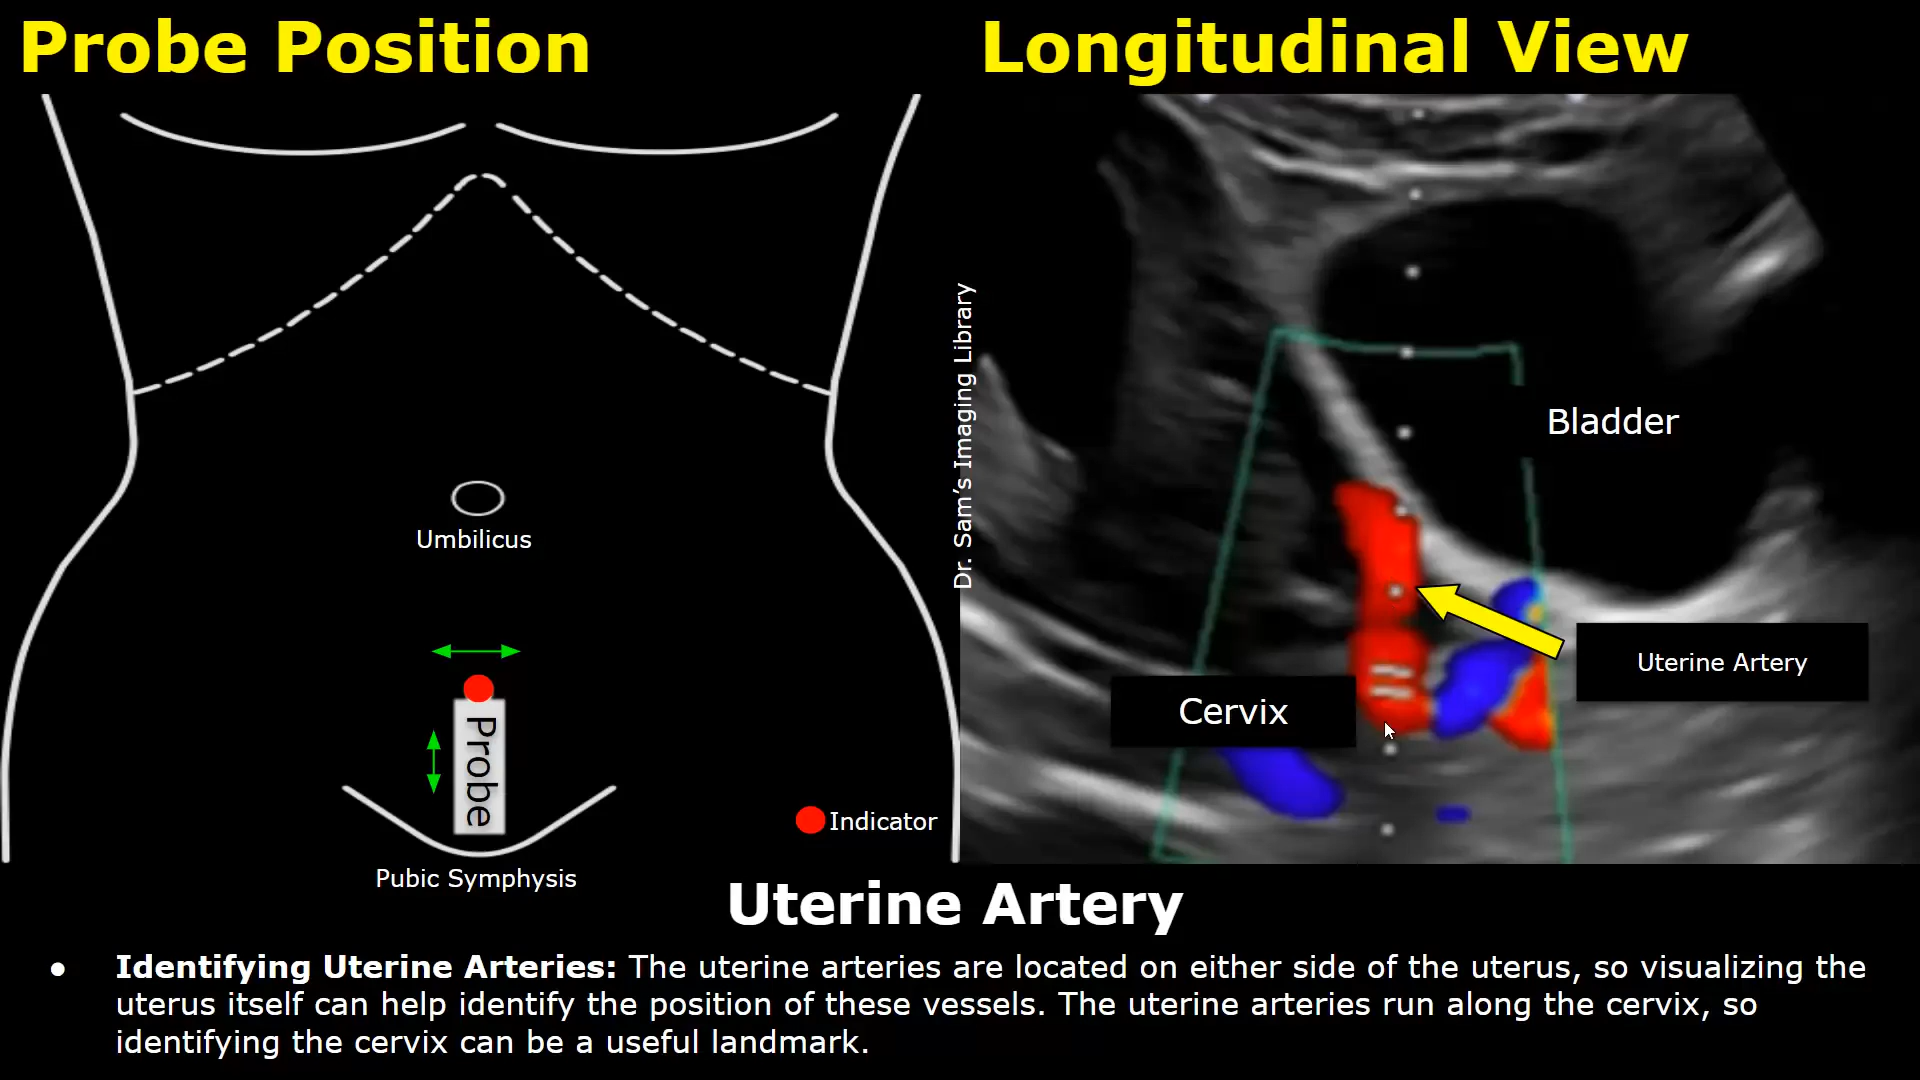 Probe Position
Longitudinal View
Umbilicus
Probe
Indicator
Pubic Symphysis
Dr. Sam's Imaging Library
Bladder
Uterine Artery
Cervix
Uterine Artery
● Identifying Uterine Arteries: The uterine arteries are located on either side of the uterus, so visualizing the
uterus itself can help identify the position of these vessels. The uterine arteries run along the cervix, so
identifying the cervix can be a useful landmark.